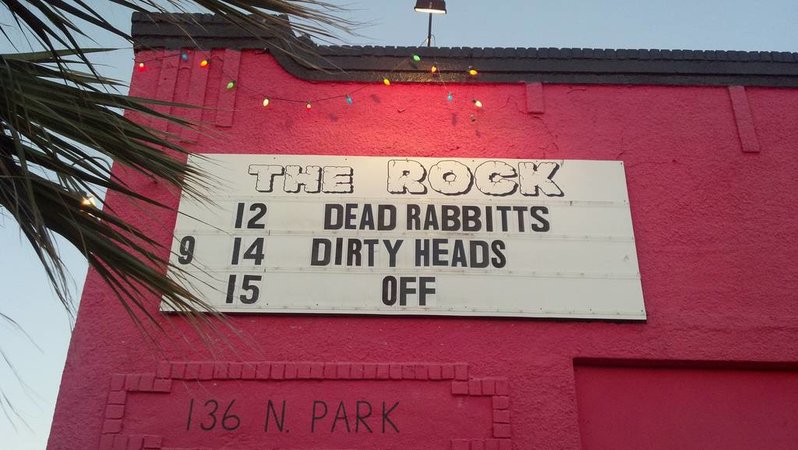 THE ROCK
12 DEAD RABBITTS
9 14 DIRTY HEADS
15 OFF
136 N. PARK